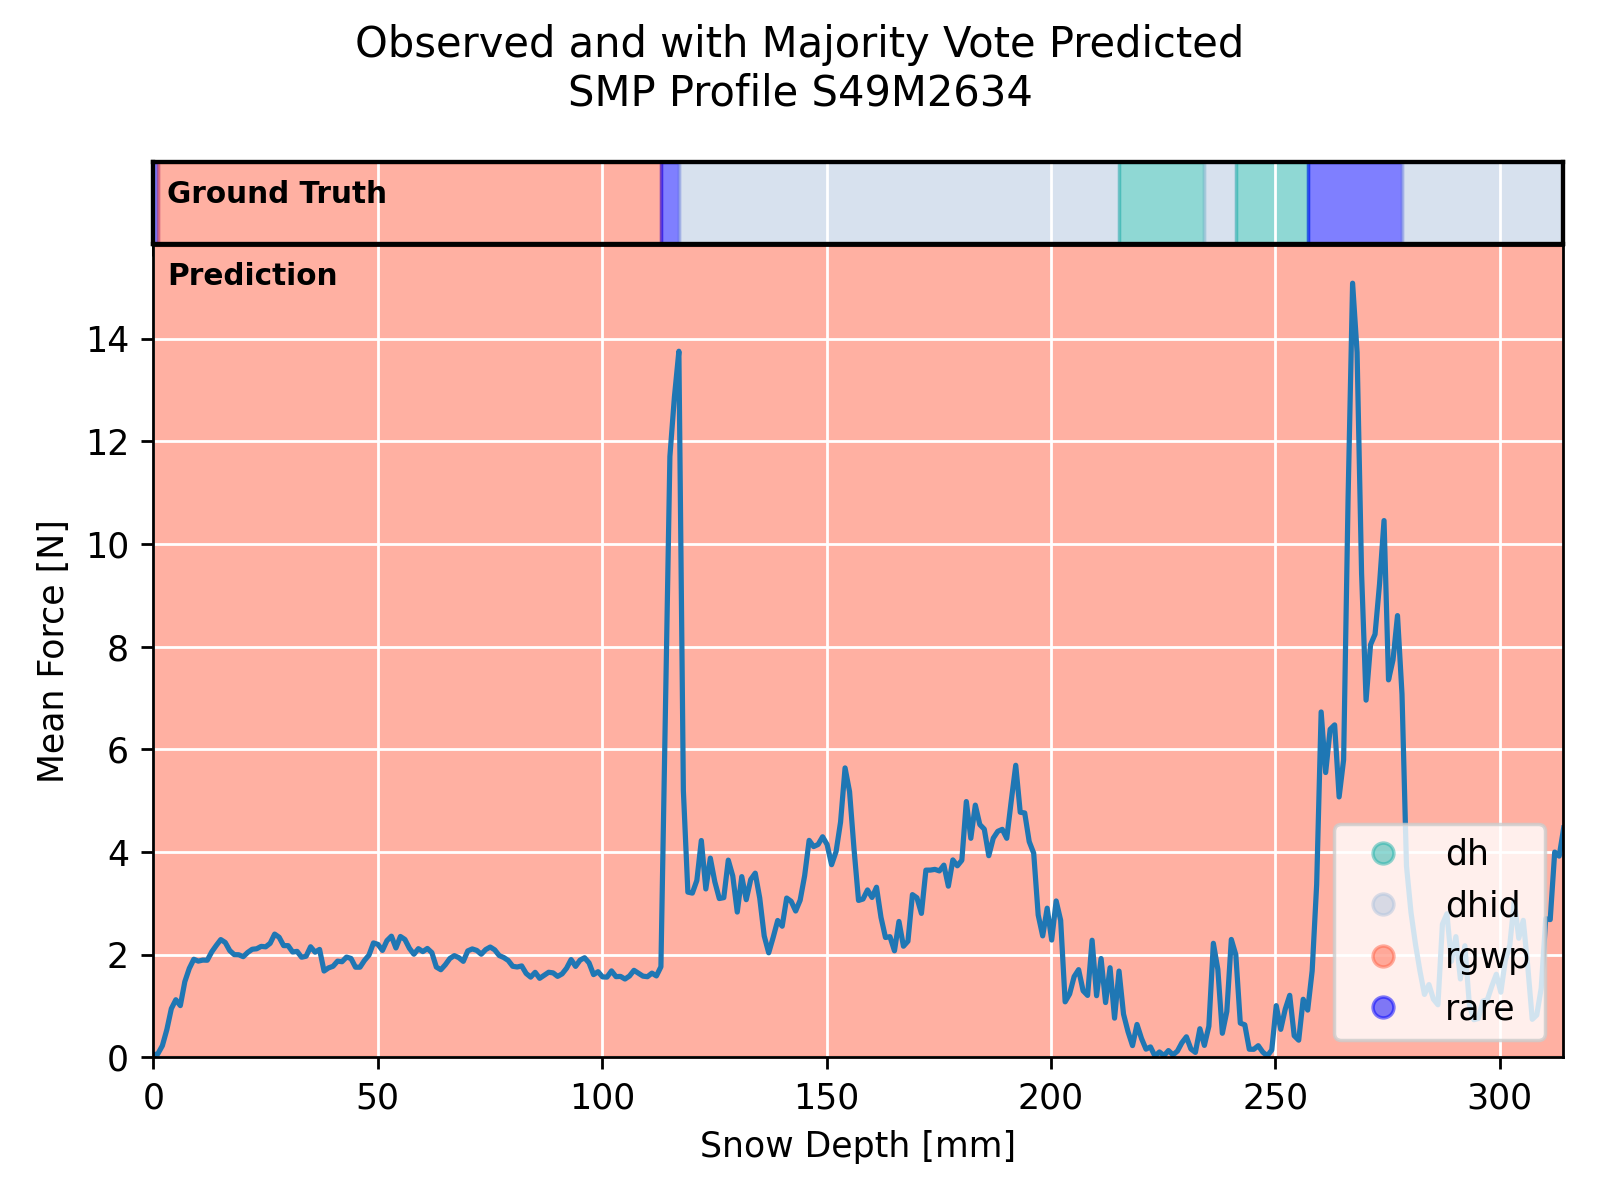 Observed and with Majority Vote Predicted
SMP Profile S49M2634
Ground Truth
Prediction
14
12
10
8
6
4
2
0
Mean Force [N]
dh
dhid
rgwp
rare
0 50 100 150 200 250 300
Snow Depth [mm]